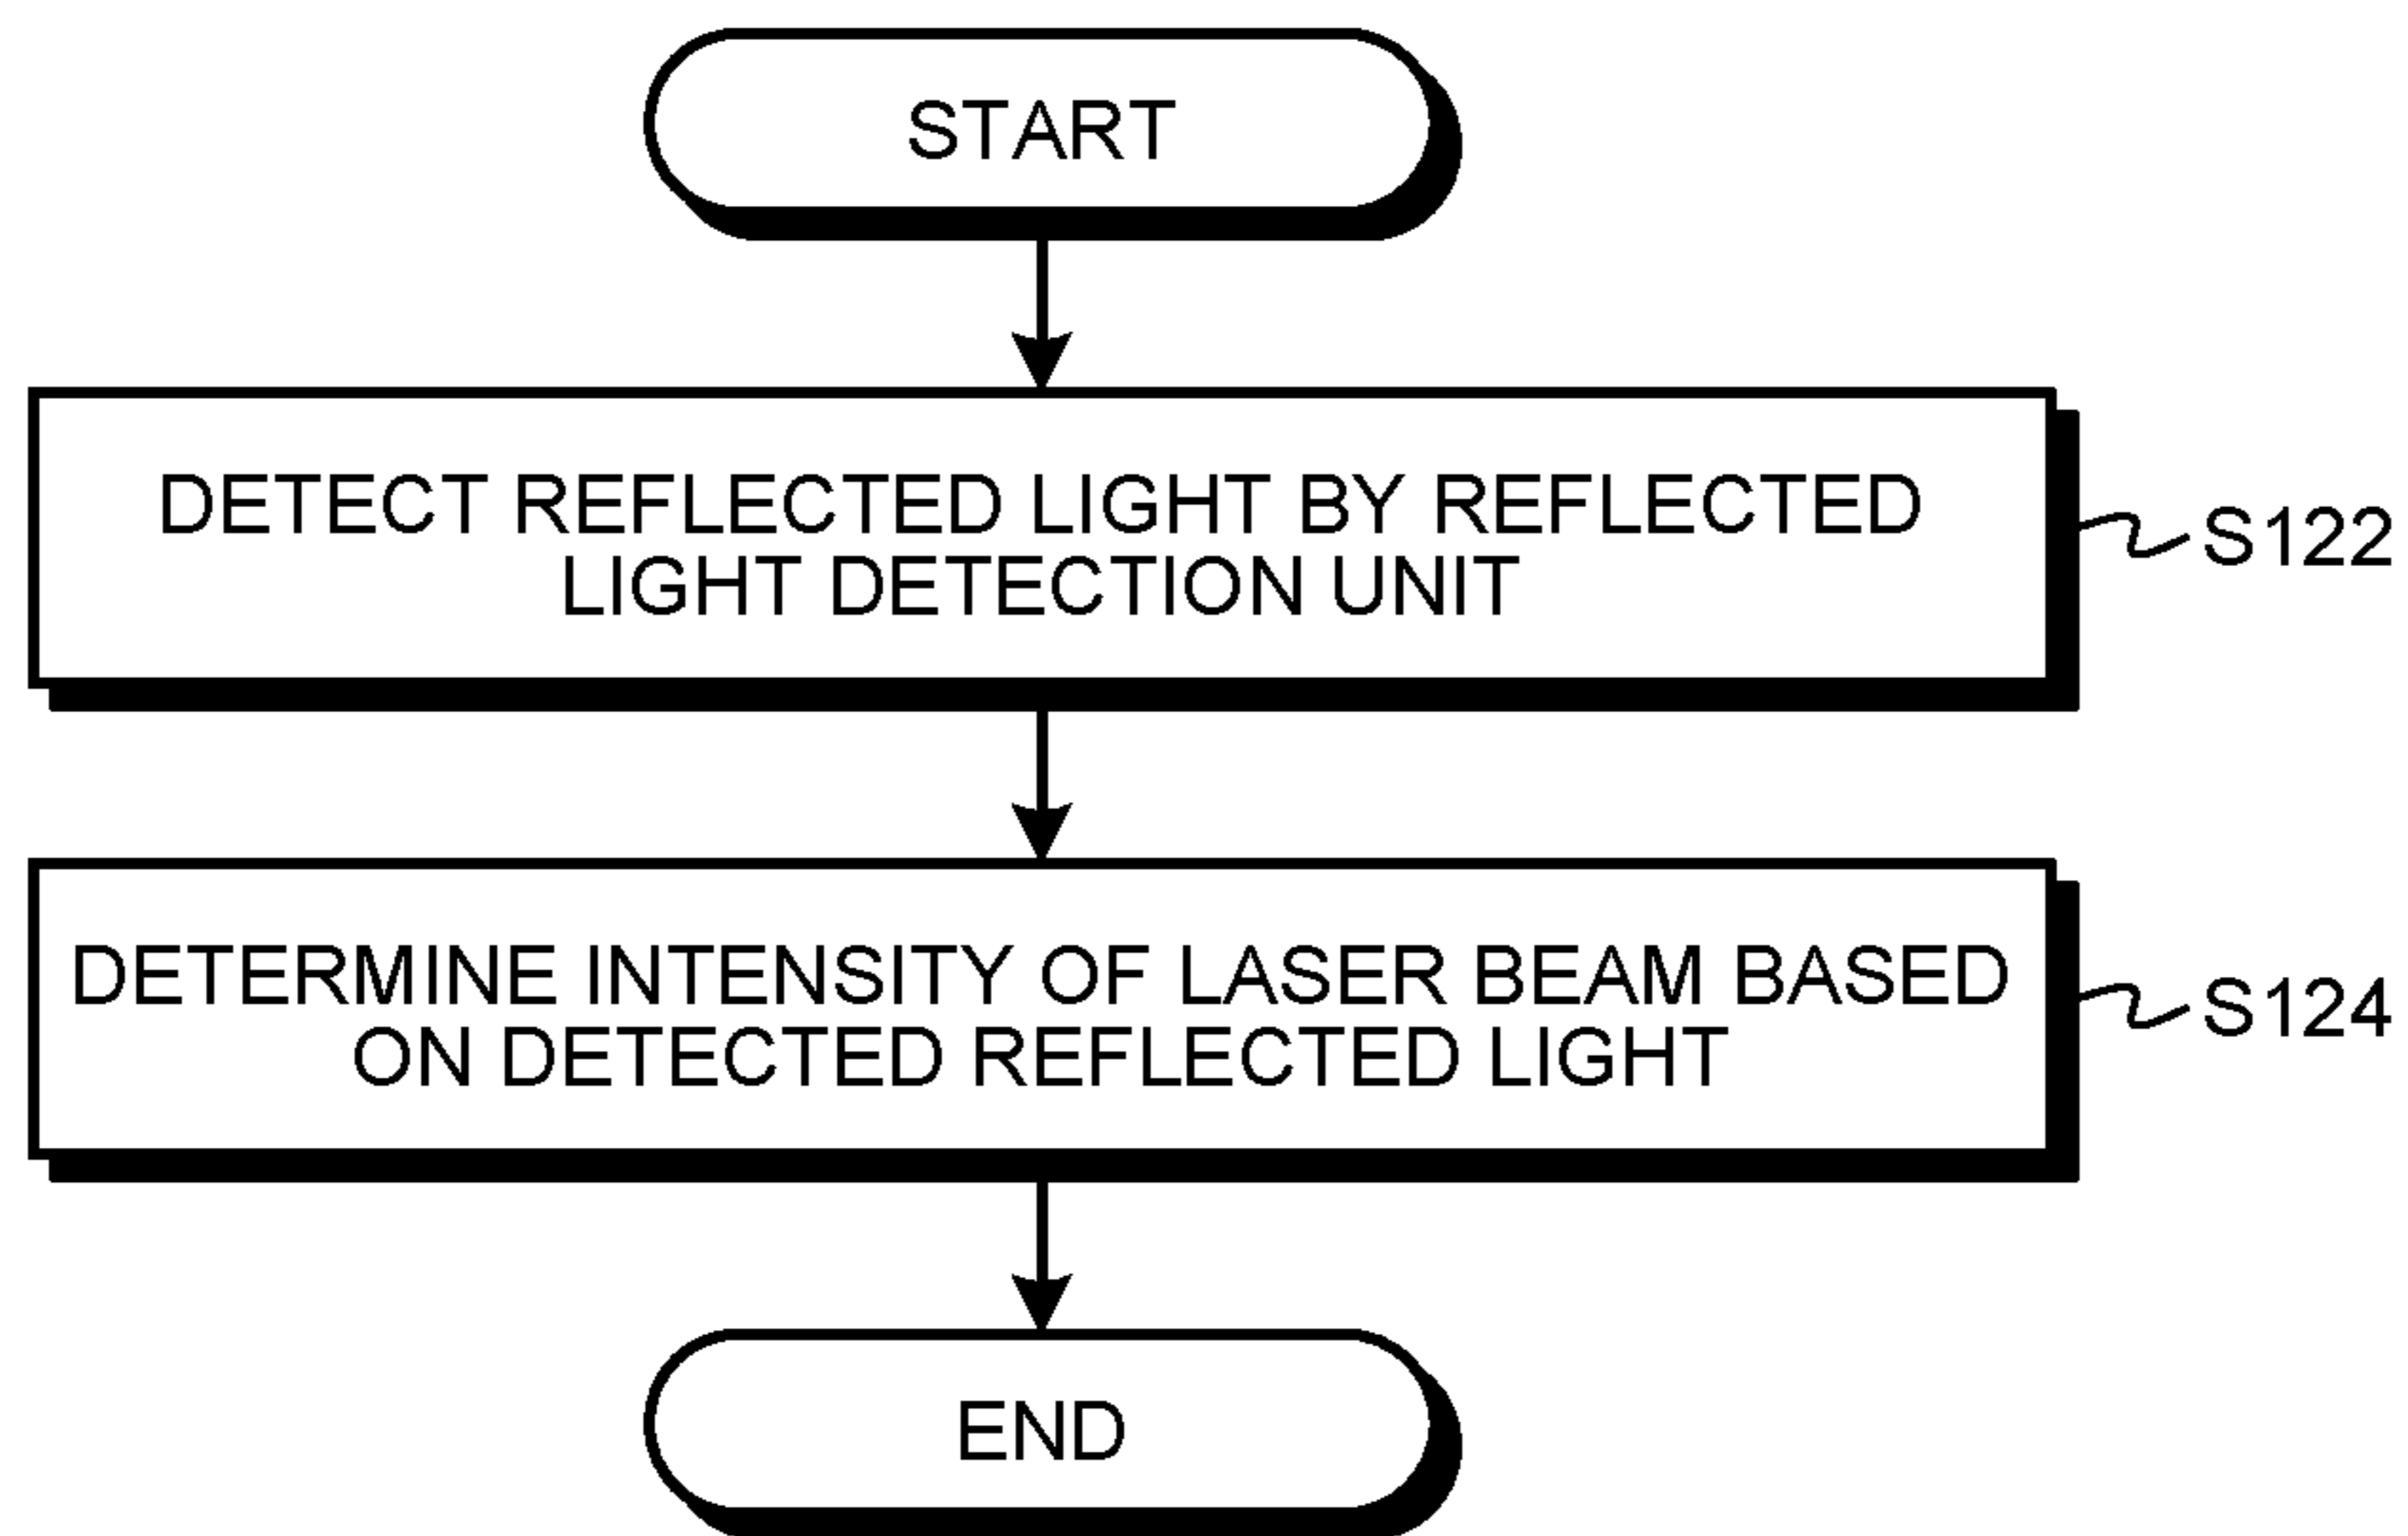 START
DETECT REFLECTED LIGHT BY REFLECTED
LIGHT DETECTION UNIT
S122
DETERMINE INTENSITY OF LASER BEAM BASED
ON DETECTED REFLECTED LIGHT
S124
END